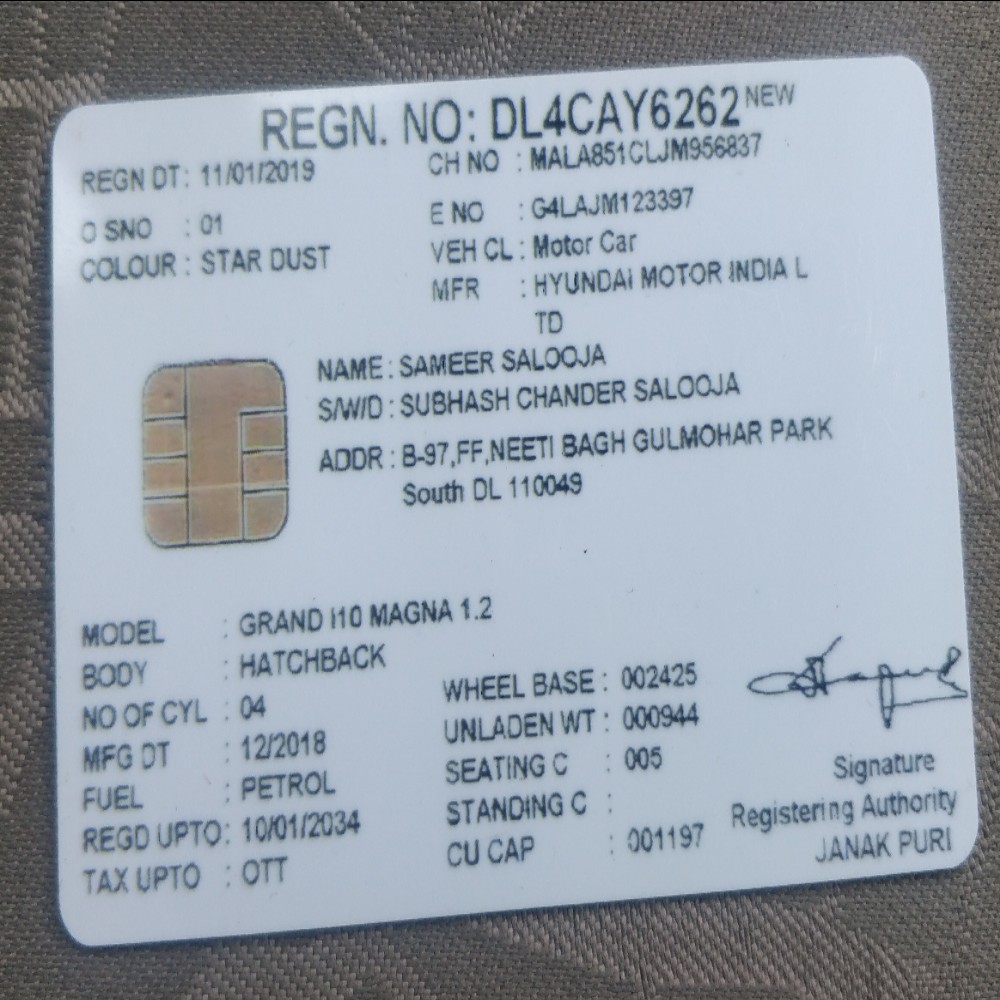 REGN. NO: DL4CAY6262 NEW
REGN DT: 11/01/2019
CH NO : MALA851CLJM956837
O SNO : 01
E NO : G4LAJM123397
COLOUR : STAR DUST
VEH CL : Motor Car
MFR : HYUNDAI MOTOR INDIA L
TD
NAME : SAMEER SALOOJA
S/W/D : SUBHASH CHANDER SALOOJA
ADDR : B-97,FF,NEETI BAGH GULMOHAR PARK
South DL 110049
MODEL : GRAND I10 MAGNA 1.2
BODY : HATCHBACK
NO OF CYL : 04
MFG DT : 12/2018
FUEL : PETROL
REGD UPTO: 10/01/2034
TAX UPTO : OTT
WHEEL BASE : 002425
UNLADEN WT : 000944
SEATING C : 005
STANDING C :
CU CAP : 001197
Signature
Registering Authority
JANAK PURI